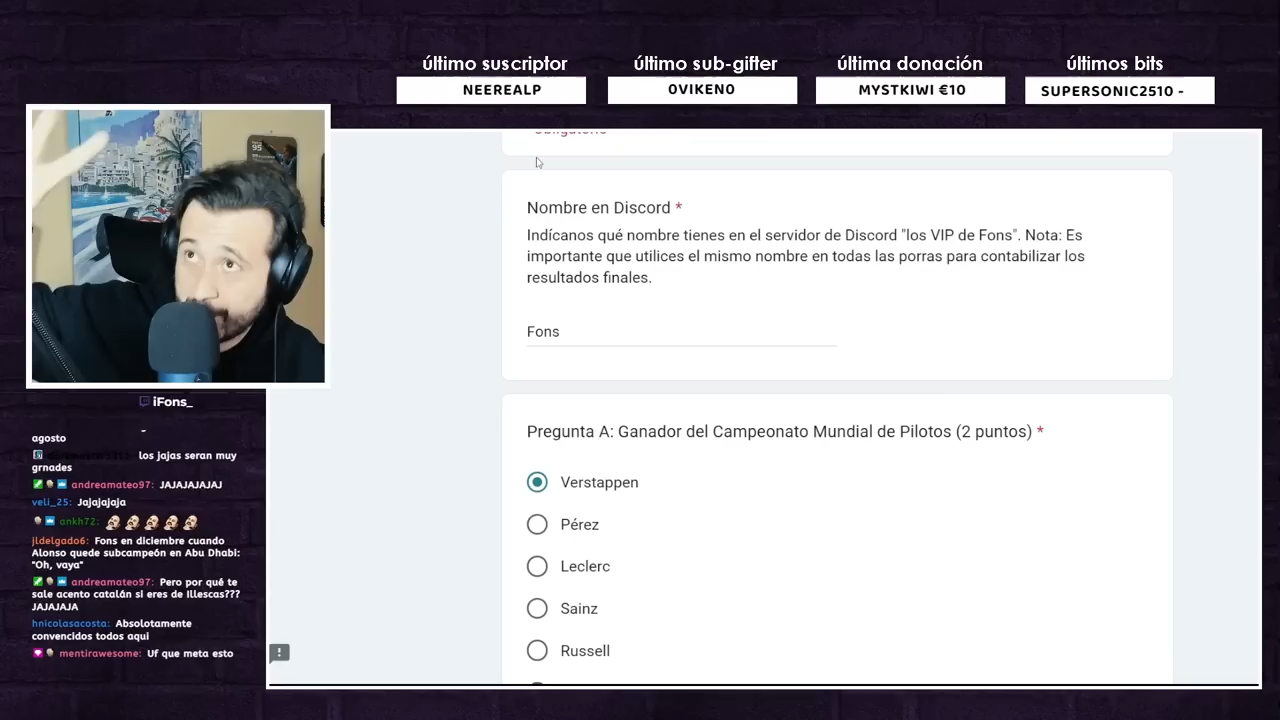 último suscriptor
NEEREALP
último sub-gifter
0VIKEN0
última donación
MYSTKIWI €10
últimos bits
SUPERSONIC2510 -
95
Obligatorio
Nombre en Discord *
Indícanos qué nombre tienes en el servidor de Discord "los VIP de Fons". Nota: Es
importante que utilices el mismo nombre en todas las porras para contabilizar los
resultados finales.
Fons
Pregunta A: Ganador del Campeonato Mundial de Pilotos (2 puntos) *
Verstappen
Pérez
Leclerc
Sainz
Russell
iFons_
agosto
los jajas seran muy
grnades
andreamateo97: JAJAJAJAJAJ
veli_25: Jajajajaja
ankh72:
jldelgado6: Fons en diciembre cuando
Alonso quede subcampeón en Abu Dhabi:
"Oh, vaya"
andreamateo97: Pero por qué te
sale acento catalán si eres de Illescas???
JAJAJAJA
hnicolasacosta: Absolutamente
convencidos todos aqui
mentirawesome: Uf que meta esto